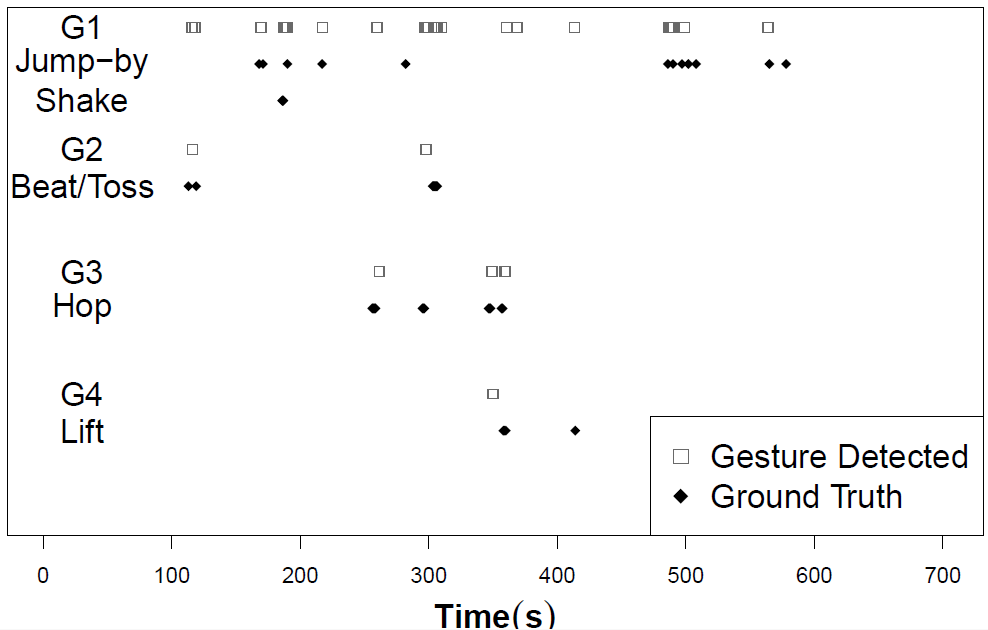 G1
Jump−by
Shake
G2
Beat/Toss
G3
Hop
G4
Lift
Gesture Detected
Ground Truth
0 100 200 300 400 500 600 700
Time(s)